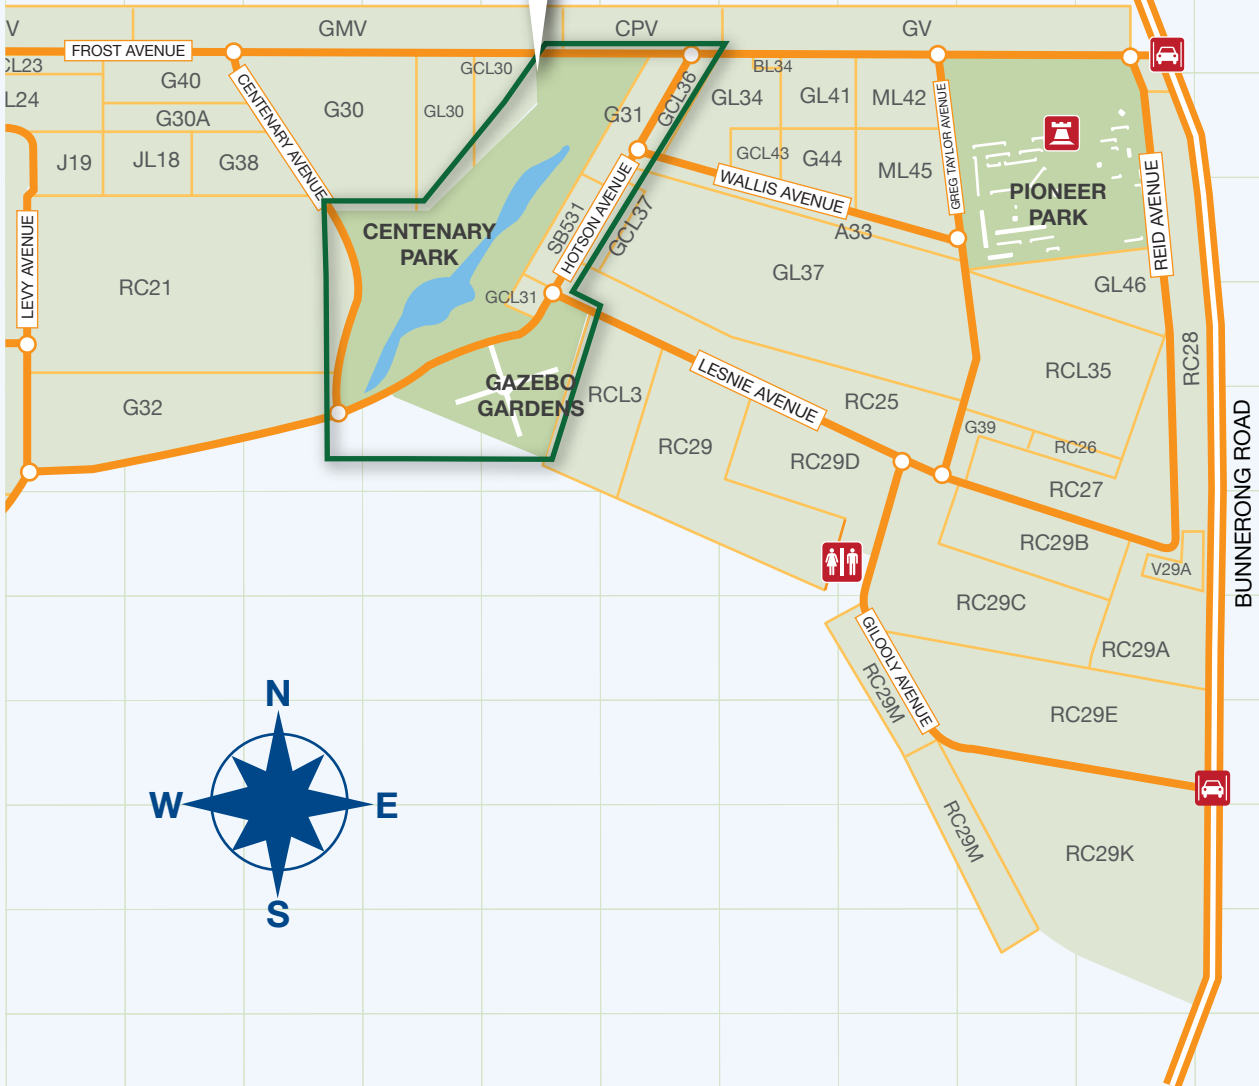 V
GMV
CPV
GV
FROST AVENUE
CL23
G40
GCL30
BL34
L24
G30A
G30
GL30
G31
GCL36
GL34
GL41
ML42
CENTENARY AVENUE
GREG TAYLOR AVENUE
J19
JL18
G38
GCL43
G44
ML45
WALLIS AVENUE
PIONEER
PARK
REID AVENUE
CENTENARY
PARK
SB531
HOTSON AVENUE
GCL37
A33
LEVY AVENUE
RC21
GCL31
GL37
GL46
RC28
LESNIE AVENUE
RCL35
GAZEBO
GARDENS
RCL3
RC25
G32
G39
RC26
RC29
RC29D
RC27
BUNNERONG ROAD
RC29B
V29A
RC29C
RC29A
GILOOLY AVENUE
RC29M
RC29E
RC29M
RC29K
N
W
E
S